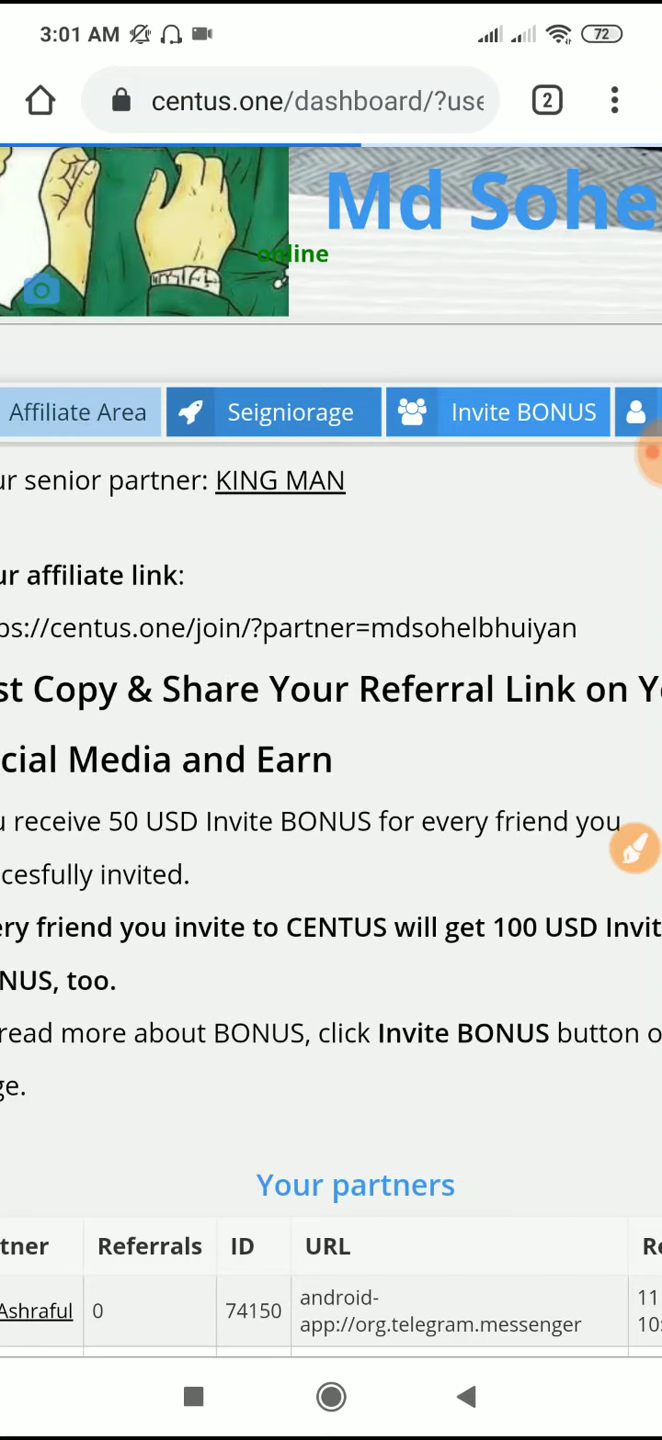 3:01 AM
72
centus.one/dashboard/?use
2
Md Sohe
online
Affiliate Area
Seigniorage
Invite BONUS
ur senior partner: KING MAN
ur affiliate link:
ps://centus.one/join/?partner=mdsohelbhuiyan
st Copy & Share Your Referral Link on Y
cial Media and Earn
u receive 50 USD Invite BONUS for every friend you
cesfully invited.
ery friend you invite to CENTUS will get 100 USD Invit
NUS, too.
read more about BONUS, click Invite BONUS button o
ge.
Your partners
tner Referrals ID URL Re
Ashraful 0 74150 android-app://org.telegram.messenger 11 10: